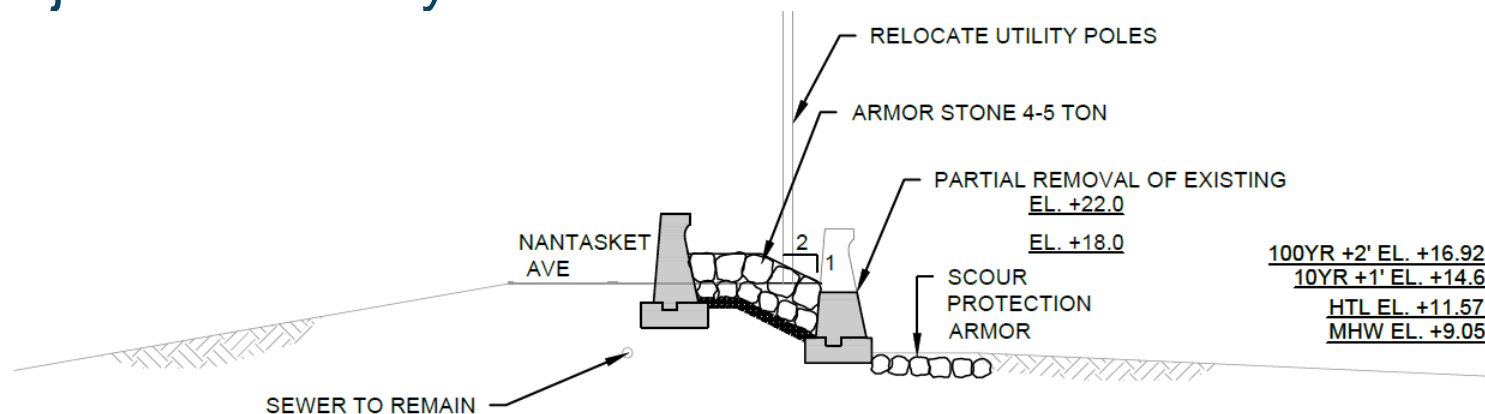 RELOCATE UTILITY POLES
ARMOR STONE 4-5 TON
PARTIAL REMOVAL OF EXISTING
EL. +22.0
EL. +18.0
NANTASKET
AVE
2
1
SCOUR
PROTECTION
ARMOR
100YR +2' EL. +16.92
10YR +1' EL. +14.6
HTL EL. +11.57
MHW EL. +9.05
SEWER TO REMAIN